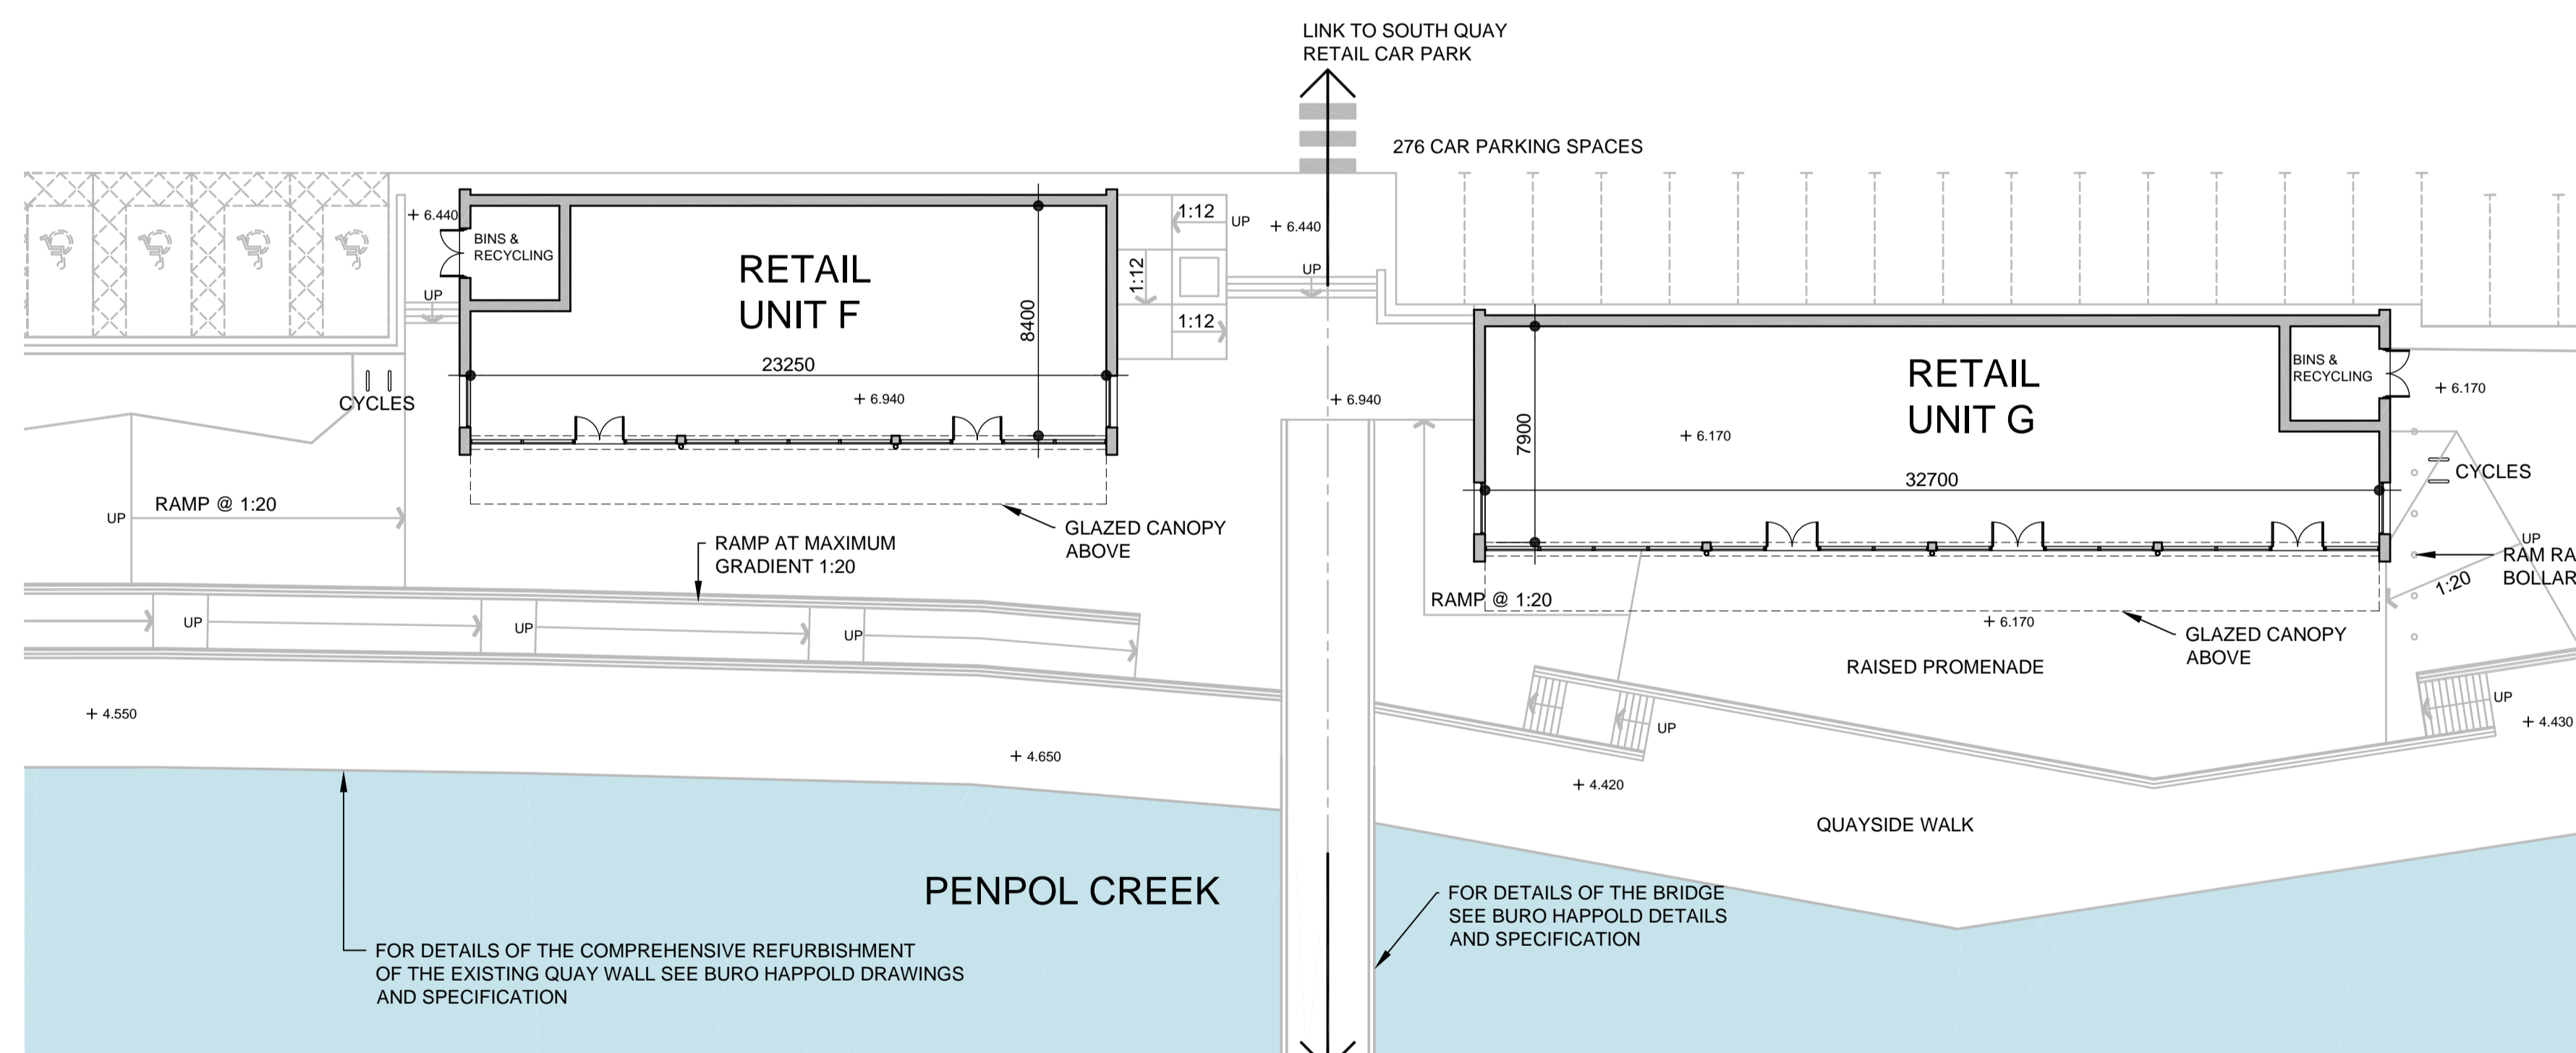 LINK TO SOUTH QUAY
RETAIL CAR PARK
276 CAR PARKING SPACES
+ 6.440
BINS &
RECYCLING
UP
RETAIL
UNIT F
8400
23250
+ 6.940
1:12
UP
1:12
1:12
+ 6.440
UP
+ 6.940
CYCLES
UP
RAMP @ 1:20
GLAZED CANOPY
ABOVE
RAMP AT MAXIMUM
GRADIENT 1:20
UP
UP
UP
+ 4.550
+ 4.650
RETAIL
UNIT G
7900
+ 6.170
32700
BINS &
RECYCLING
+ 6.170
CYCLES
UP
RAM RA
BOLLAR
1:20
RAMP @ 1:20
+ 6.170
GLAZED CANOPY
ABOVE
RAISED PROMENADE
UP
UP
+ 4.430
+ 4.420
QUAYSIDE WALK
PENPOL CREEK
FOR DETAILS OF THE BRIDGE
SEE BURO HAPPOLD DETAILS
AND SPECIFICATION
FOR DETAILS OF THE COMPREHENSIVE REFURBISHMENT
OF THE EXISTING QUAY WALL SEE BURO HAPPOLD DRAWINGS
AND SPECIFICATION